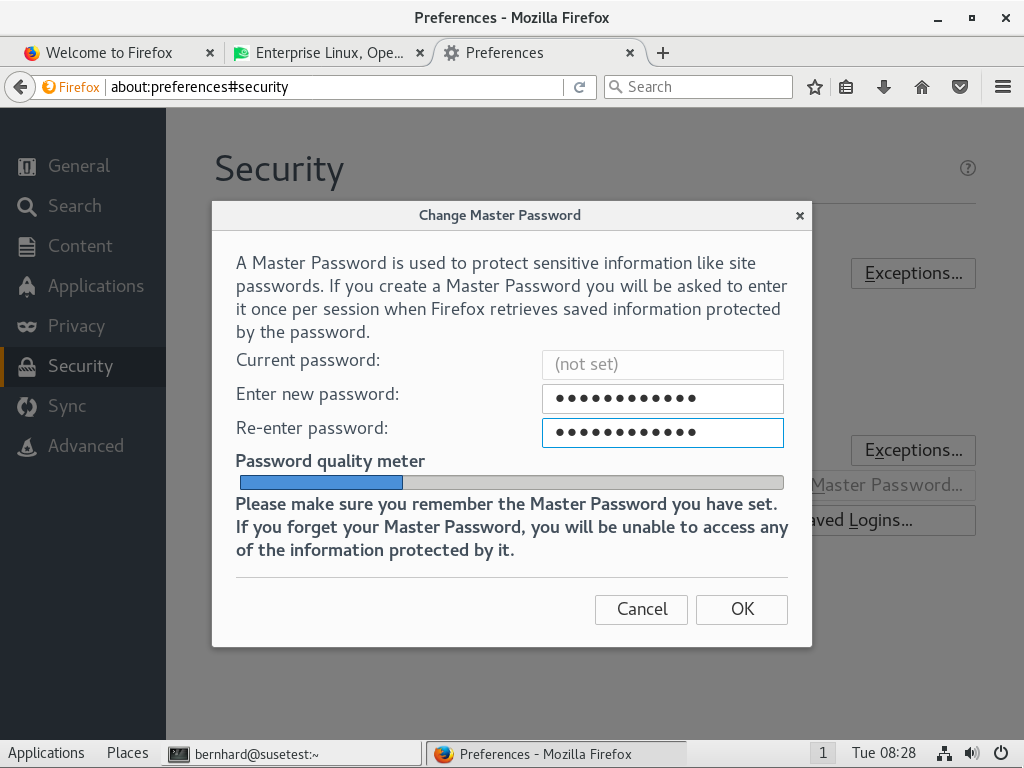 Preferences - Mozilla Firefox
Welcome to Firefox
Enterprise Linux, Ope...
Preferences
Firefox
about:preferences#security
Search
General
Search
Content
Applications
Privacy
Security
Sync
Advanced
Security
Exceptions...
Exceptions...
Master Password...
aved Logins...
Change Master Password
A Master Password is used to protect sensitive information like site
passwords. If you create a Master Password you will be asked to enter
it once per session when Firefox retrieves saved information protected
by the password.
Current password:
(not set)
Enter new password:
●●●●●●●●●●●●
Re-enter password:
●●●●●●●●●●●●
Password quality meter
Please make sure you remember the Master Password you have set.
If you forget your Master Password, you will be unable to access any
of the information protected by it.
Cancel
OK
Applications
Places
bernhard@susetest:~
Preferences - Mozilla Firefox
1
Tue 08:28